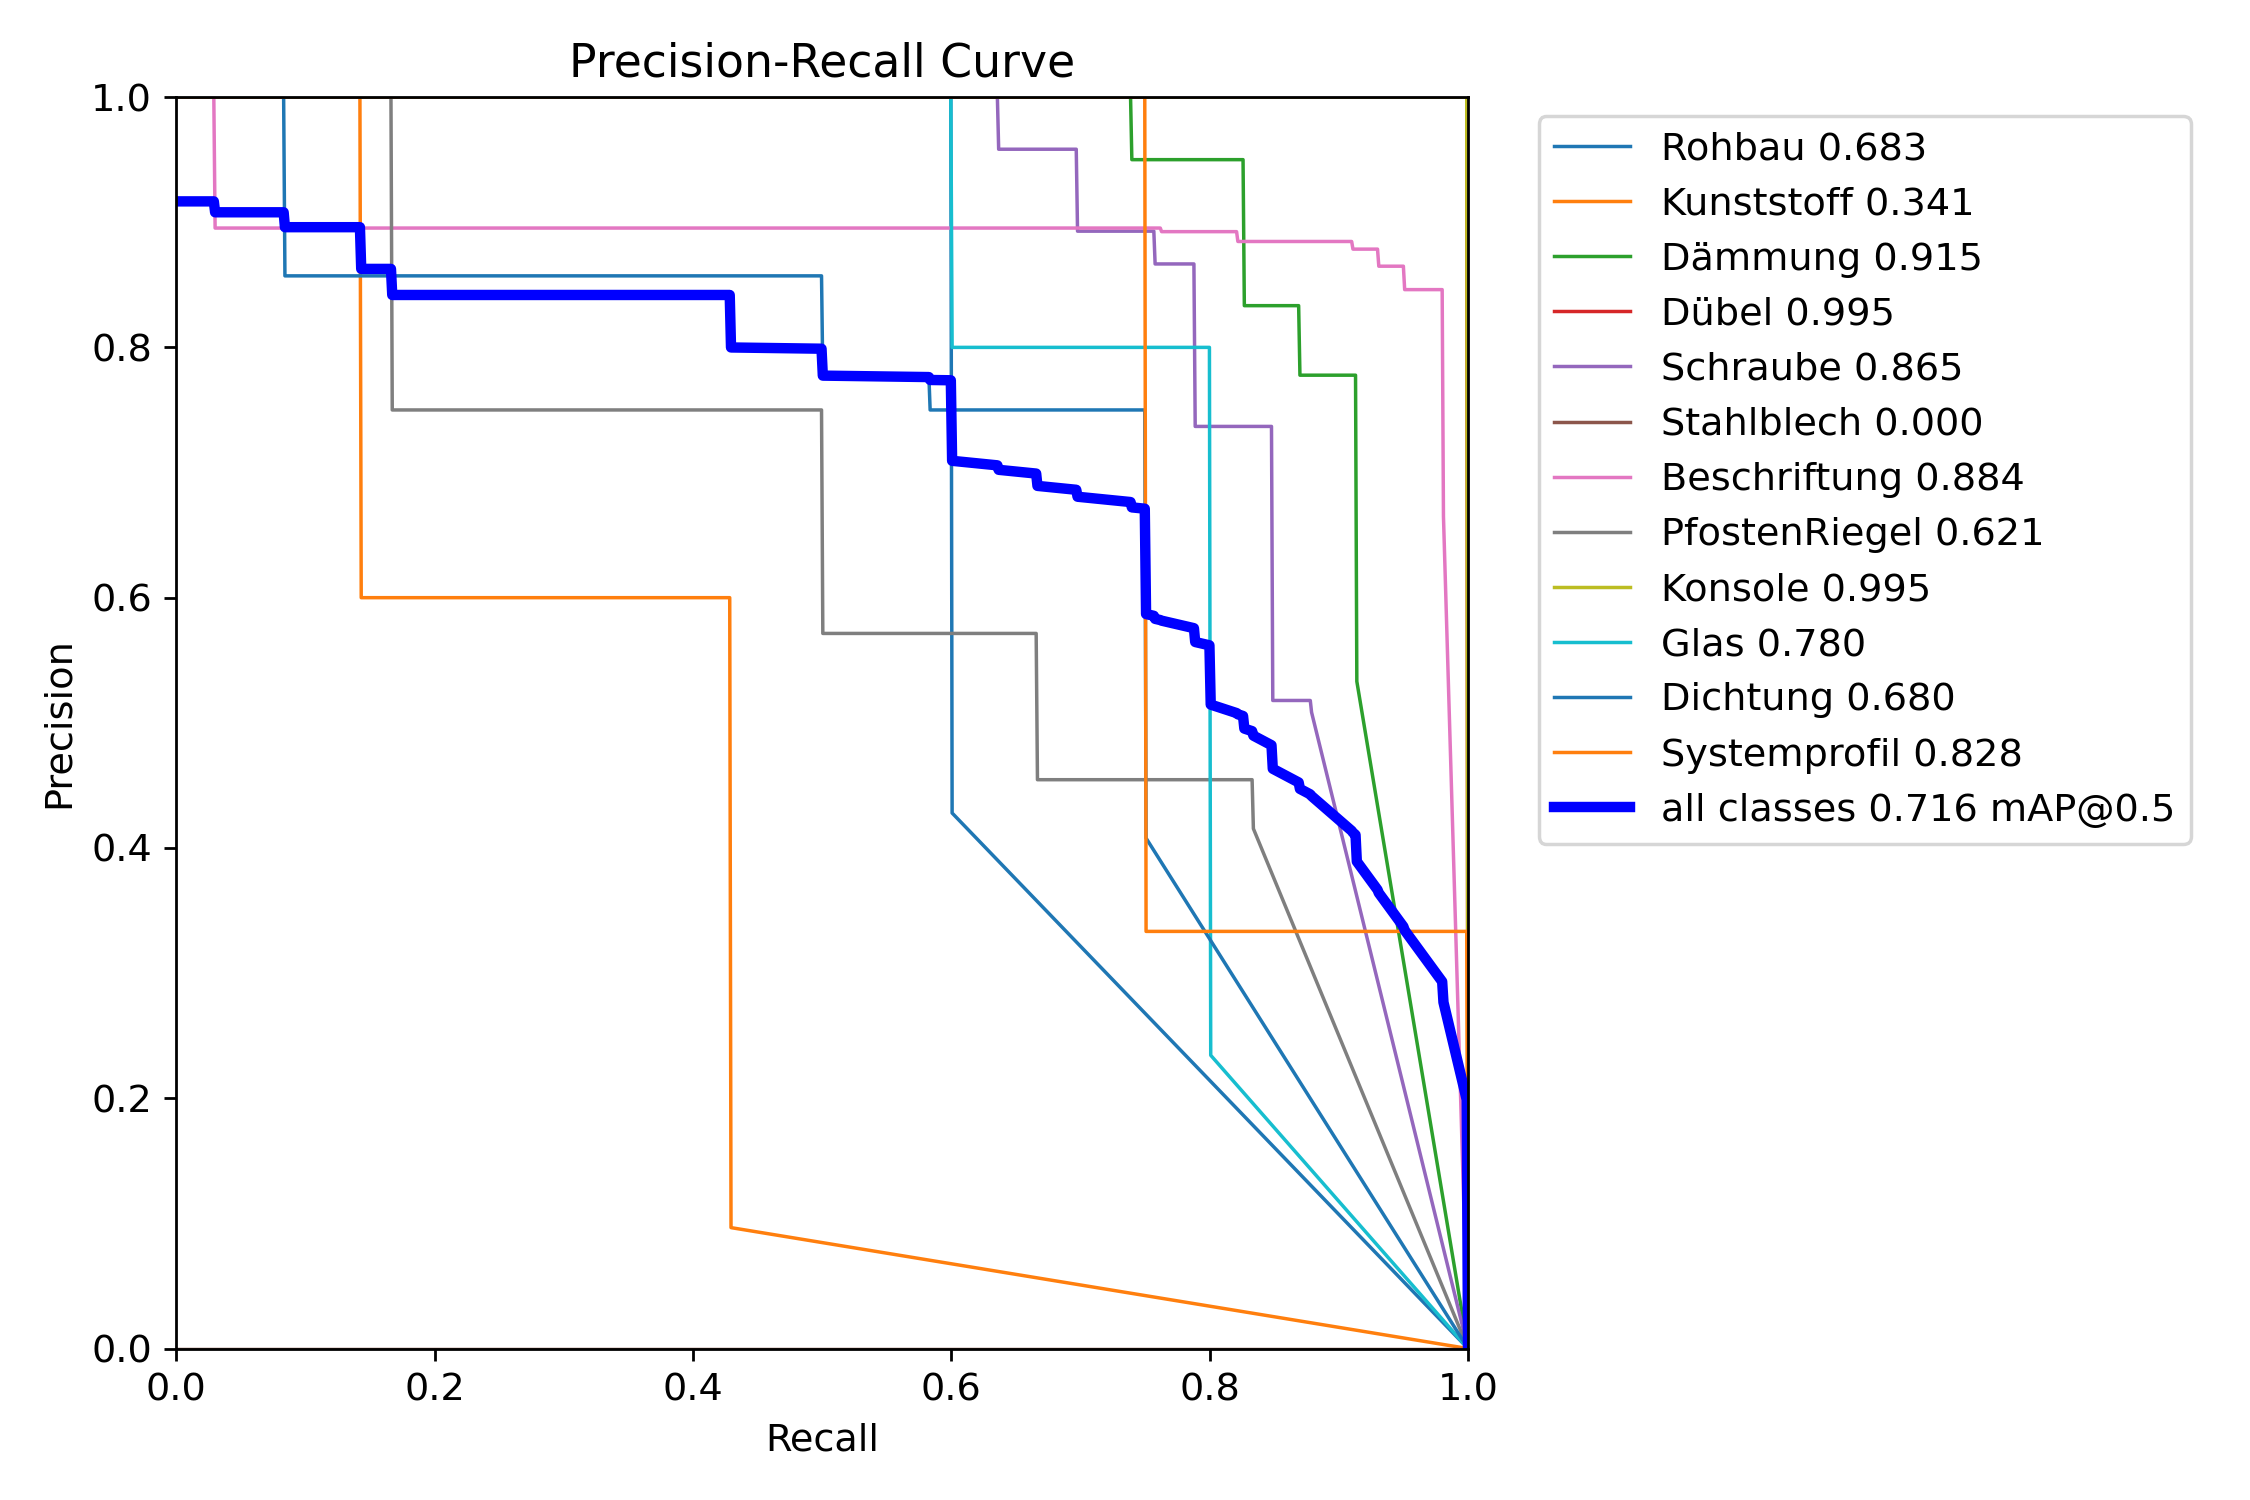 Precision-Recall Curve
1.0
0.8
0.6
0.4
0.2
0.0
Precision
0.0 0.2 0.4 0.6 0.8 1.0
Recall
Rohbau 0.683
Kunststoff 0.341
Dämmung 0.915
Dübel 0.995
Schraube 0.865
Stahlblech 0.000
Beschriftung 0.884
PfostenRiegel 0.621
Konsole 0.995
Glas 0.780
Dichtung 0.680
Systemprofil 0.828
all classes 0.716 mAP@0.5